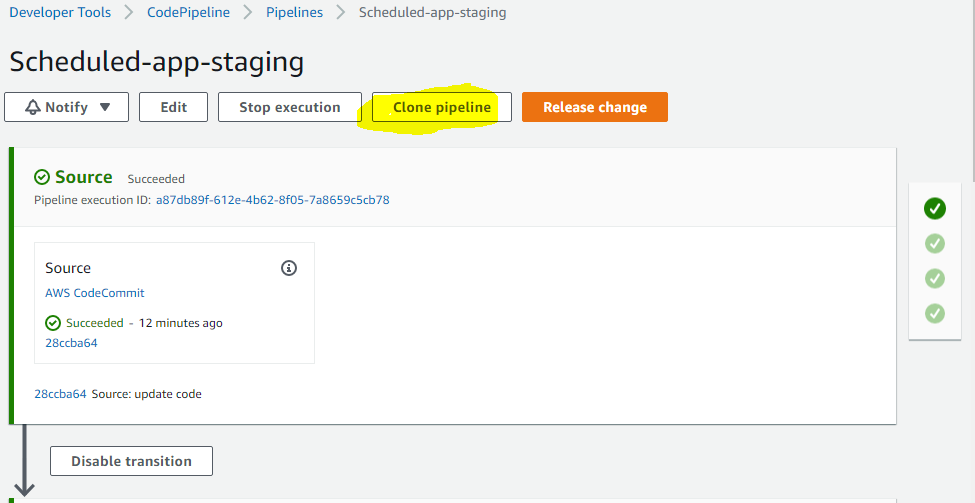 Developer Tools > CodePipeline > Pipelines > Scheduled-app-staging
Scheduled-app-staging
Notify Edit Stop execution Clone pipeline Release change
Source Succeeded
Pipeline execution ID: a87db89f-612e-4b62-8f05-7a8659c5cb78
Source
AWS CodeCommit
Succeeded - 12 minutes ago
28ccba64
28ccba64 Source: update code
Disable transition